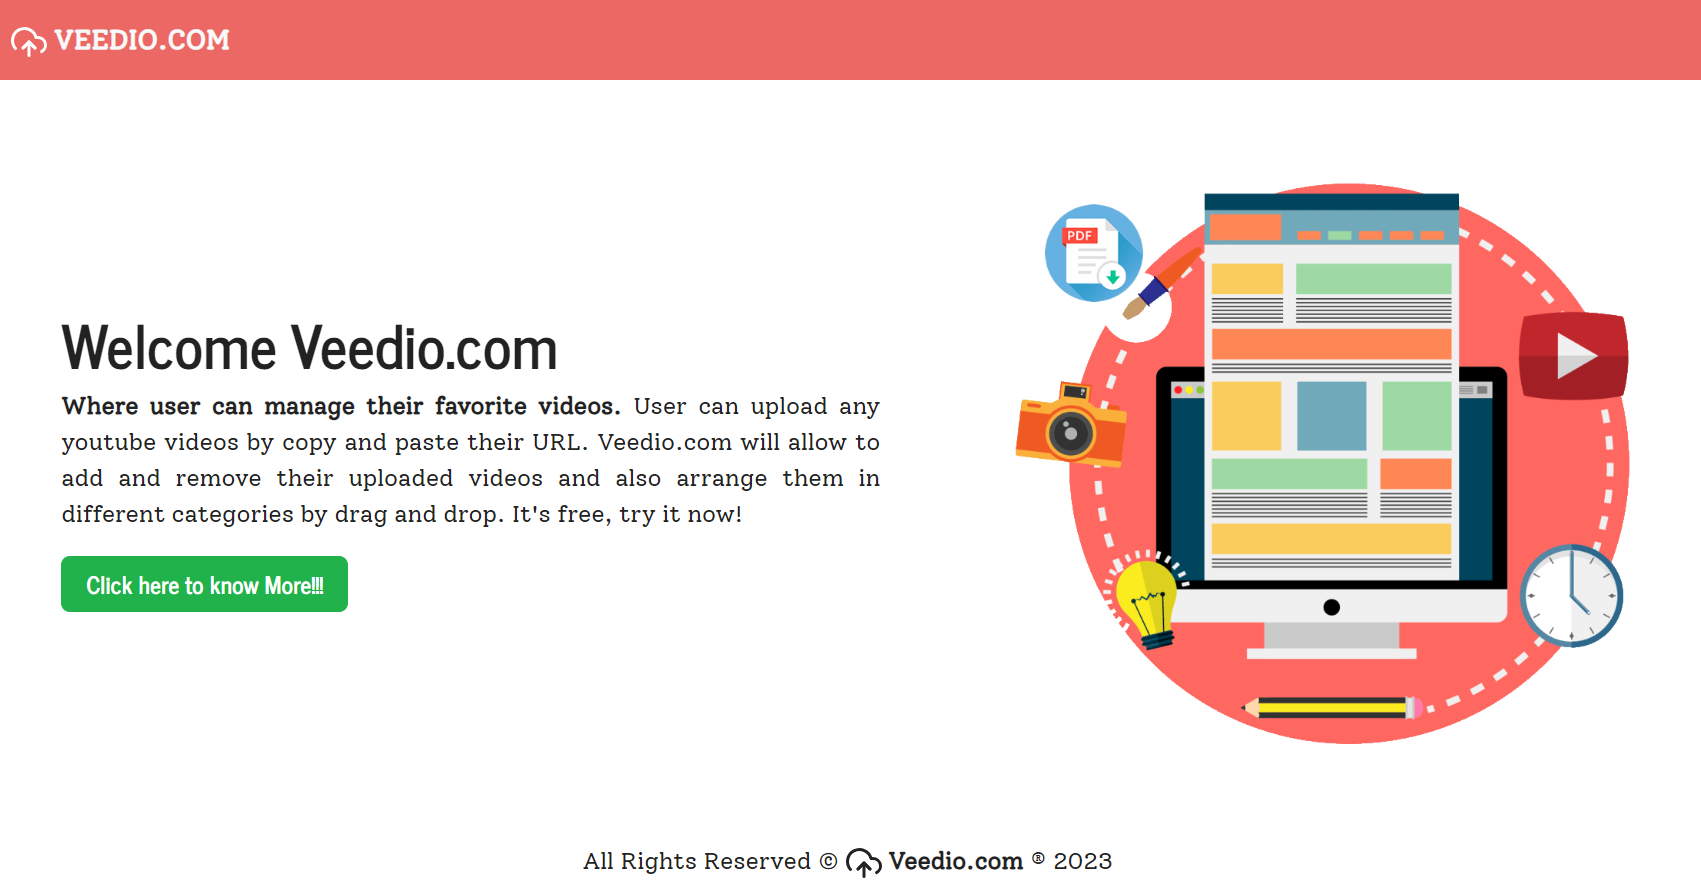 VEEDIO.COM
PDF
Welcome Veedio.com
Where user can manage their favorite videos. User can upload any
youtube videos by copy and paste their URL. Veedio.com will allow to
add and remove their uploaded videos and also arrange them in
different categories by drag and drop. It's free, try it now!
Click here to know More!!!
All Rights Reserved © Veedio.com ® 2023